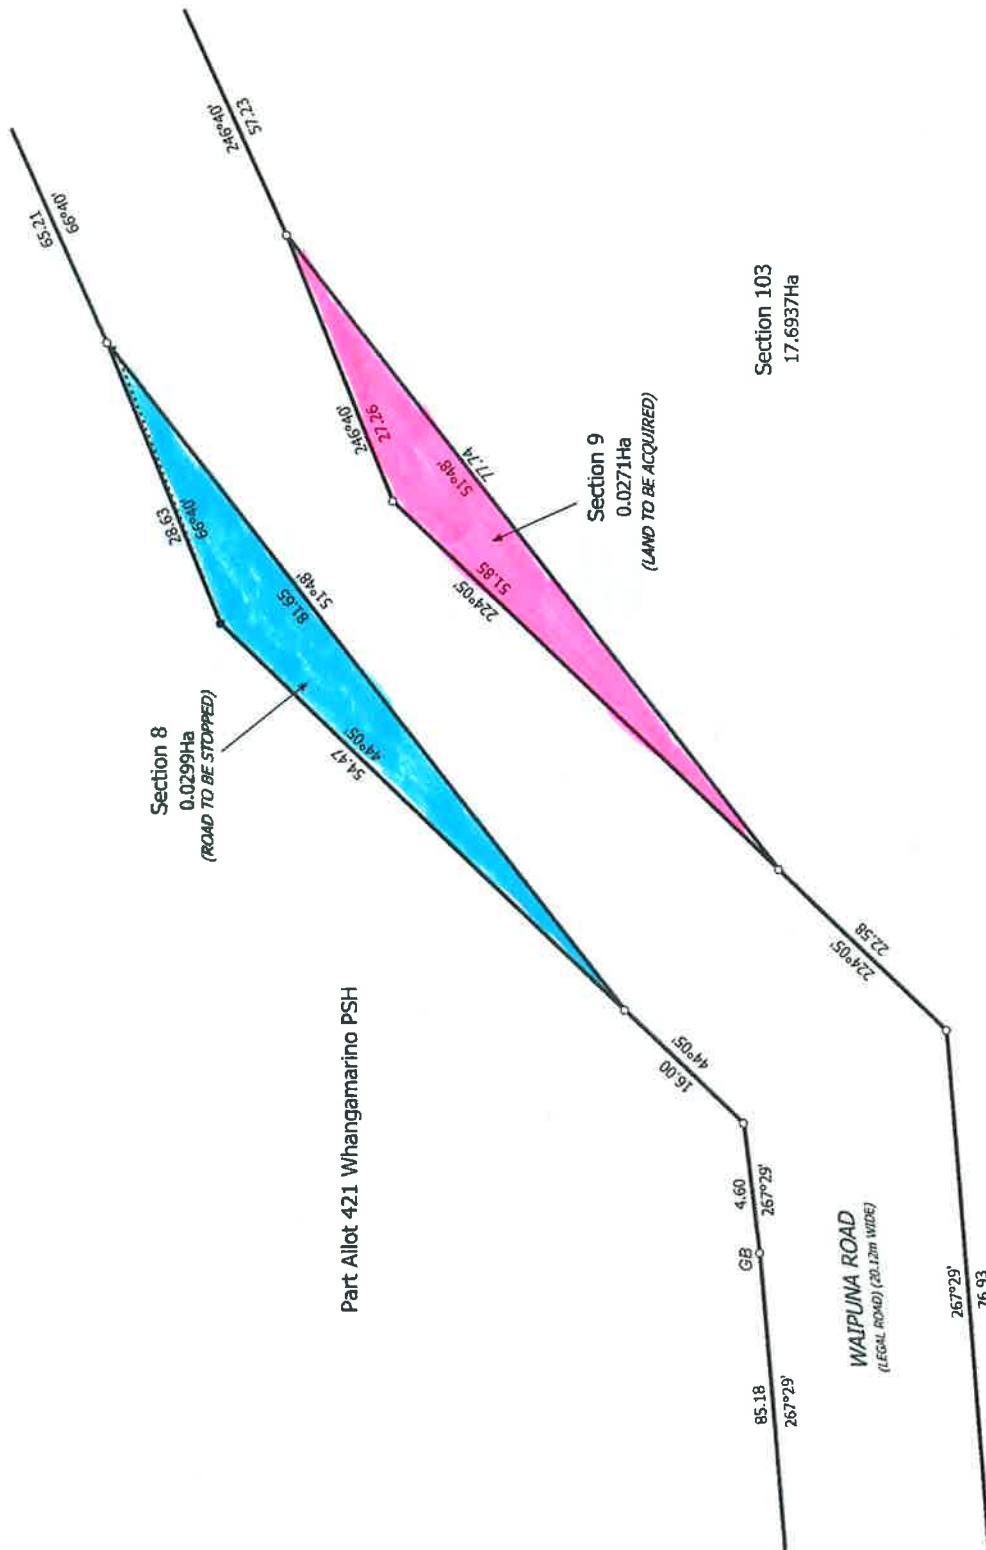 246°40'
57.23
65.21
66°40'
28.63
66°40'
246°40'
27.26
Section 103
17.6937Ha
51°48'
77.74
Section 9
0.0271Ha
(LAND TO BE ACQUIRED)
81.65
51°48'
51.85
224°05'
Section 8
0.0299Ha
(ROAD TO BE STOPPED)
44°05'
54.47
Part Allot 421 Whangamarino PSH
224°05'
22.58
44°05'
16.00
4.60
267°29'
GB
WAIPUNA ROAD
(LEGAL ROAD) (20.12m WIDE)
267°29'
76.93
85.18
267°29'